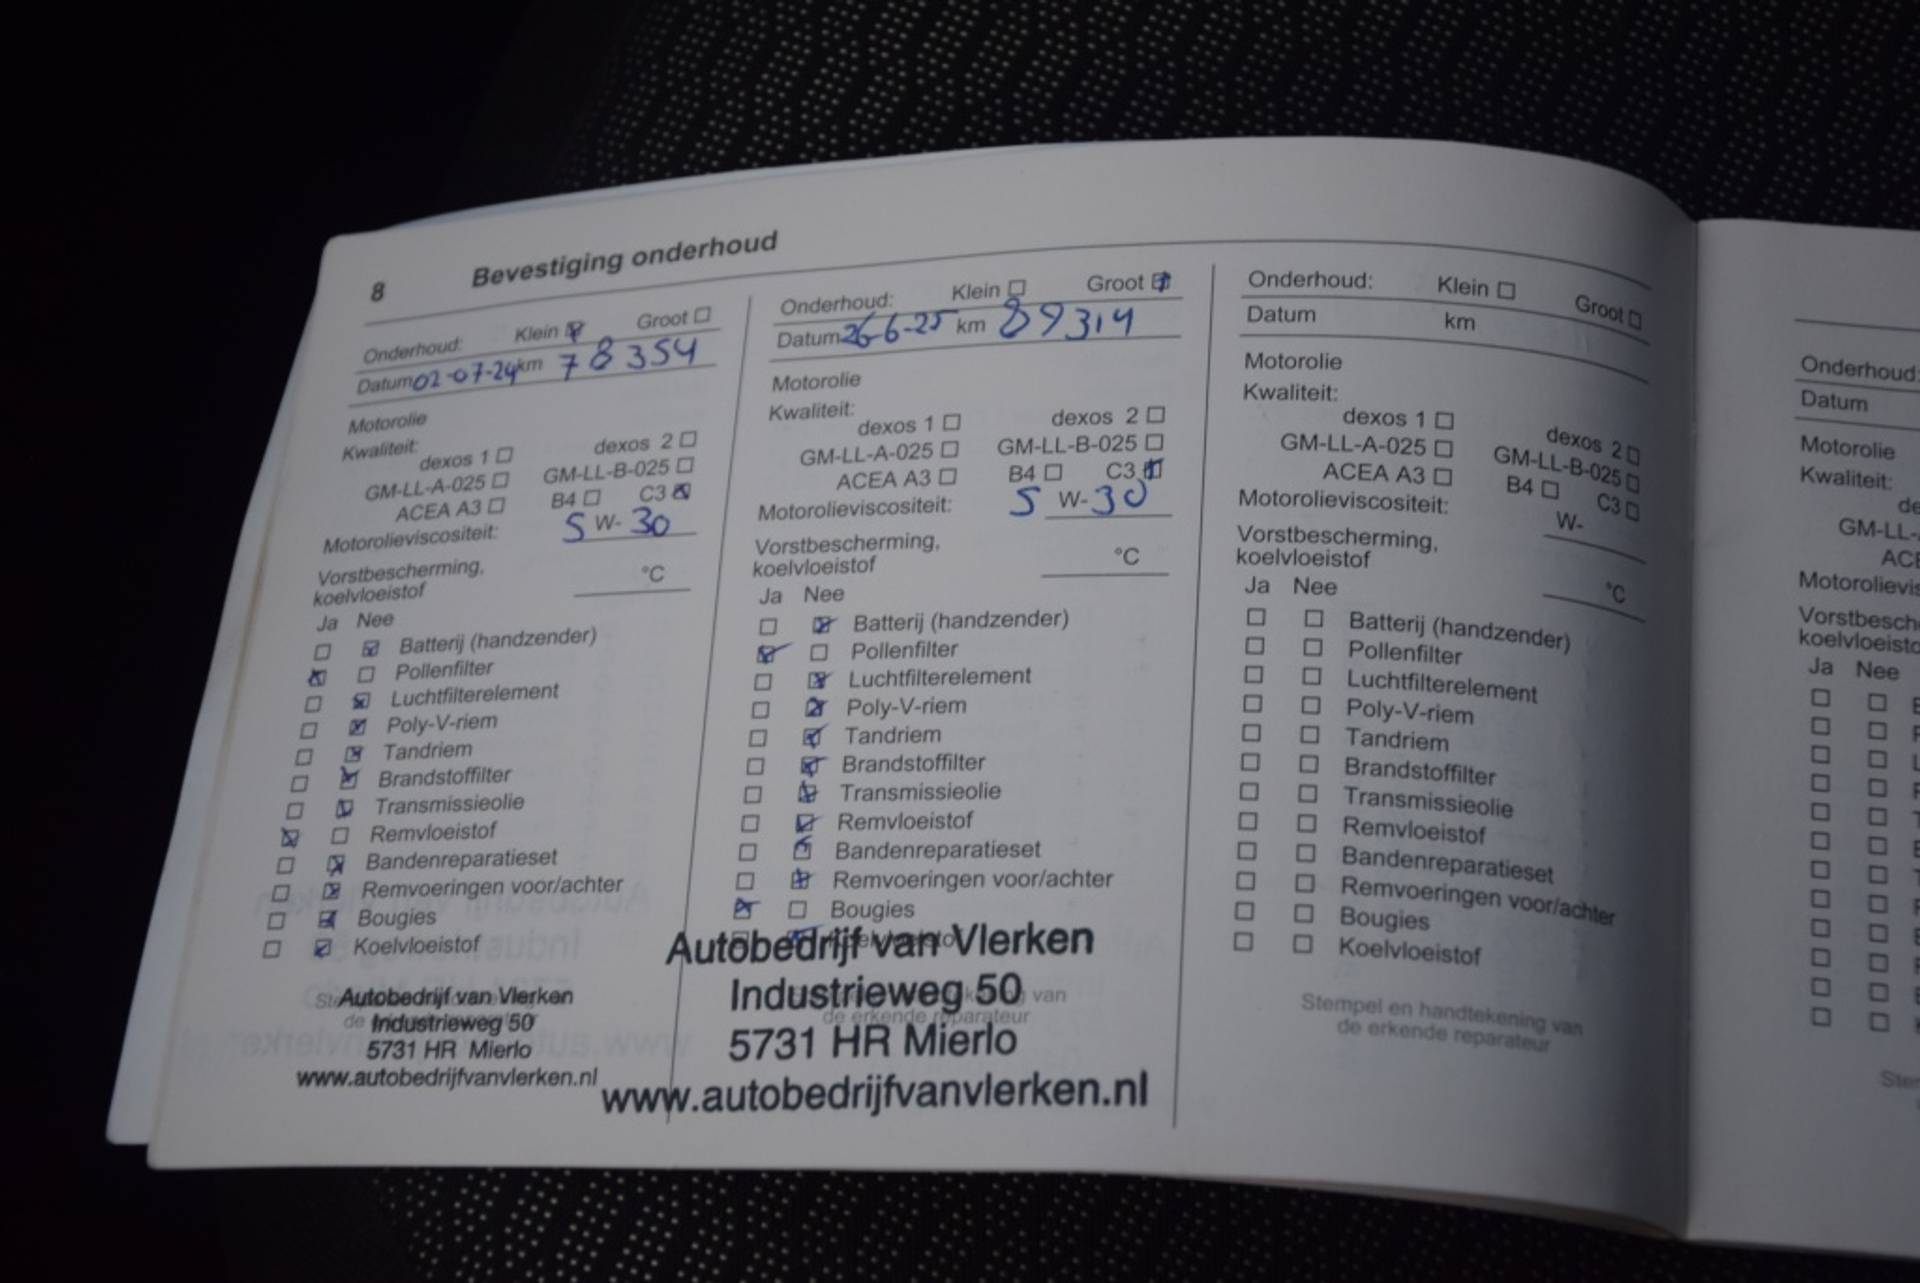 8 Bevestiging onderhoud
Onderhoud: Klein Groot
Datum 02-07-24 km 78354
Motorolie
Kwaliteit:
dexos 1 dexos 2
GM-LL-A-025 GM-LL-B-025
ACEA A3 B4 C3
Motorolieviscositeit: 5 W- 30
Vorstbescherming,
koelvloeistof °C
Ja Nee
Batterij (handzender)
Pollenfilter
Luchtfilterelement
Poly-V-riem
Tandriem
Brandstoffilter
Transmissieolie
Remvloeistof
Bandenreparatieset
Remvoeringen voor/achter
Bougies
Koelvloeistof
Autobedrijf van Vlerken
Industrieweg 50
5731 HR Mierlo
www.autobedrijfvanvlerken.nl
Onderhoud: Klein Groot
Datum 26-6-25 km 89314
Motorolie
Kwaliteit:
dexos 1 dexos 2
GM-LL-A-025 GM-LL-B-025
ACEA A3 B4 C3
Motorolieviscositeit: 5 W- 30
Vorstbescherming,
koelvloeistof °C
Ja Nee
Batterij (handzender)
Pollenfilter
Luchtfilterelement
Poly-V-riem
Tandriem
Brandstoffilter
Transmissieolie
Remvloeistof
Bandenreparatieset
Remvoeringen voor/achter
Bougies
Koelvloeistof
Autobedrijf van Vlerken
Industrieweg 50
van
de erkende reparateur
5731 HR Mierlo
www.autobedrijfvanvlerken.nl
Onderhoud: Klein Groot
Datum km
Motorolie
Kwaliteit:
dexos 1 dexos 2
GM-LL-A-025 GM-LL-B-025
ACEA A3 B4 C3
Motorolieviscositeit: W-
Vorstbescherming,
koelvloeistof °C
Ja Nee
Batterij (handzender)
Pollenfilter
Luchtfilterelement
Poly-V-riem
Tandriem
Brandstoffilter
Transmissieolie
Remvloeistof
Bandenreparatieset
Remvoeringen voor/achter
Bougies
Koelvloeistof
Stempel en handtekening van
de erkende reparateur
Onderhoud:
Datum
Motorolie
Kwaliteit:
GM-LL-
Ja Nee